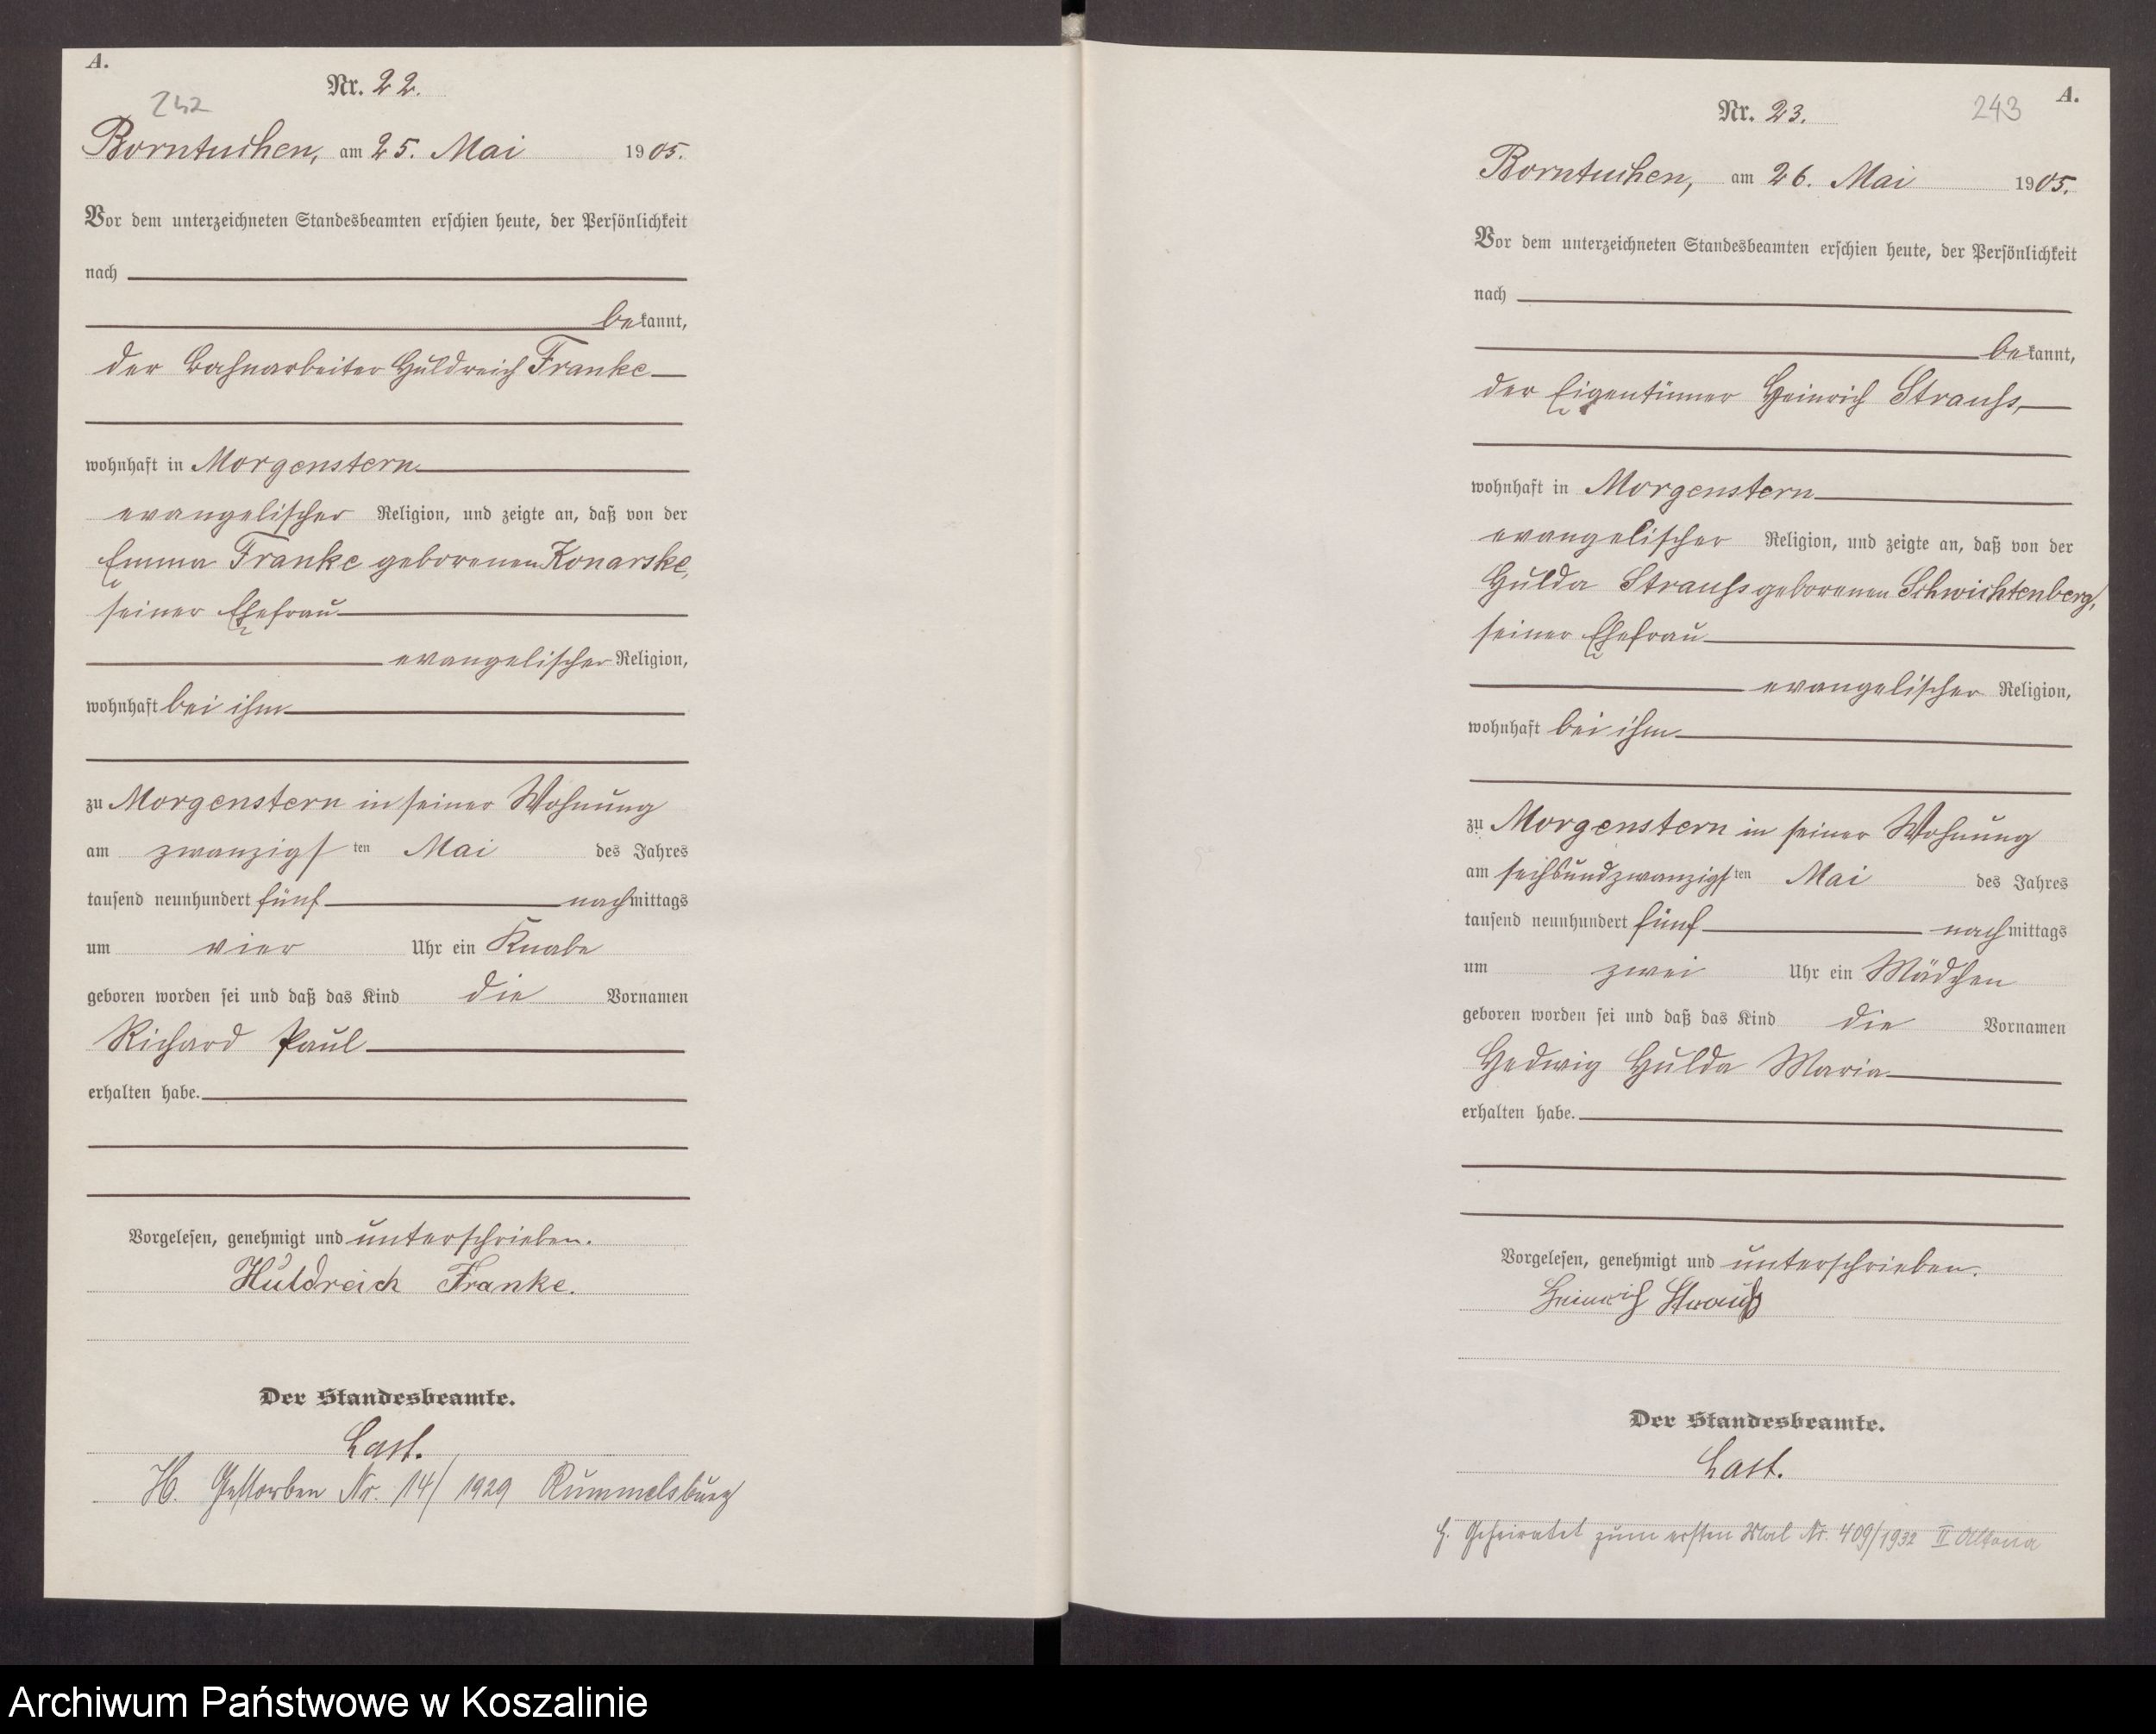 A.
242
Nr. 22.
Borntuchen, am 25. Mai 1905.
Vor dem unterzeichneten Standesbeamten erschien heute, der Persönlichkeit
nach
bekannt,
der Bahnarbeiter Huldreich Franke
wohnhaft in Morgenstern
evangelischer Religion, und zeigte an, daß von der
Emma Franke geborenen Konarske,
seiner Ehefrau
evangelischer Religion,
wohnhaft bei ihm
zu Morgenstern in seiner Wohnung
am zwanzigsten Mai des Jahres
tausend neunhundert fünf nachmittags
um vier Uhr ein Knabe
geboren worden sei und daß das Kind die Vornamen
Richard Paul
erhalten habe.
Vorgelesen, genehmigt und unterschrieben.
Huldreich Franke.
Der Standesbeamte.
Last.
H. Gestorben Nr. 14/1929 Rummelsburg
A.
243
Nr. 23.
Borntuchen, am 26. Mai 1905.
Vor dem unterzeichneten Standesbeamten erschien heute, der Persönlichkeit
nach
bekannt,
der Eigentümer Heinrich Strauss,
wohnhaft in Morgenstern
evangelischer Religion, und zeigte an, daß von der
Hulda Strauss geborenen Schwichtenberg,
seiner Ehefrau
evangelischer Religion,
wohnhaft bei ihm
zu Morgenstern in seiner Wohnung
am sechsundzwanzigsten Mai des Jahres
tausend neunhundert fünf nachmittags
um zwei Uhr ein Mädchen
geboren worden sei und daß das Kind die Vornamen
Hedwig Hulda Maria
erhalten habe.
Vorgelesen, genehmigt und unterschrieben.
Heinrich Strauß
Der Standesbeamte.
Last.
H. Geheiratet zum ersten Mal Nr. 409/1932 II Altona
Archiwum Państwowe w Koszalinie